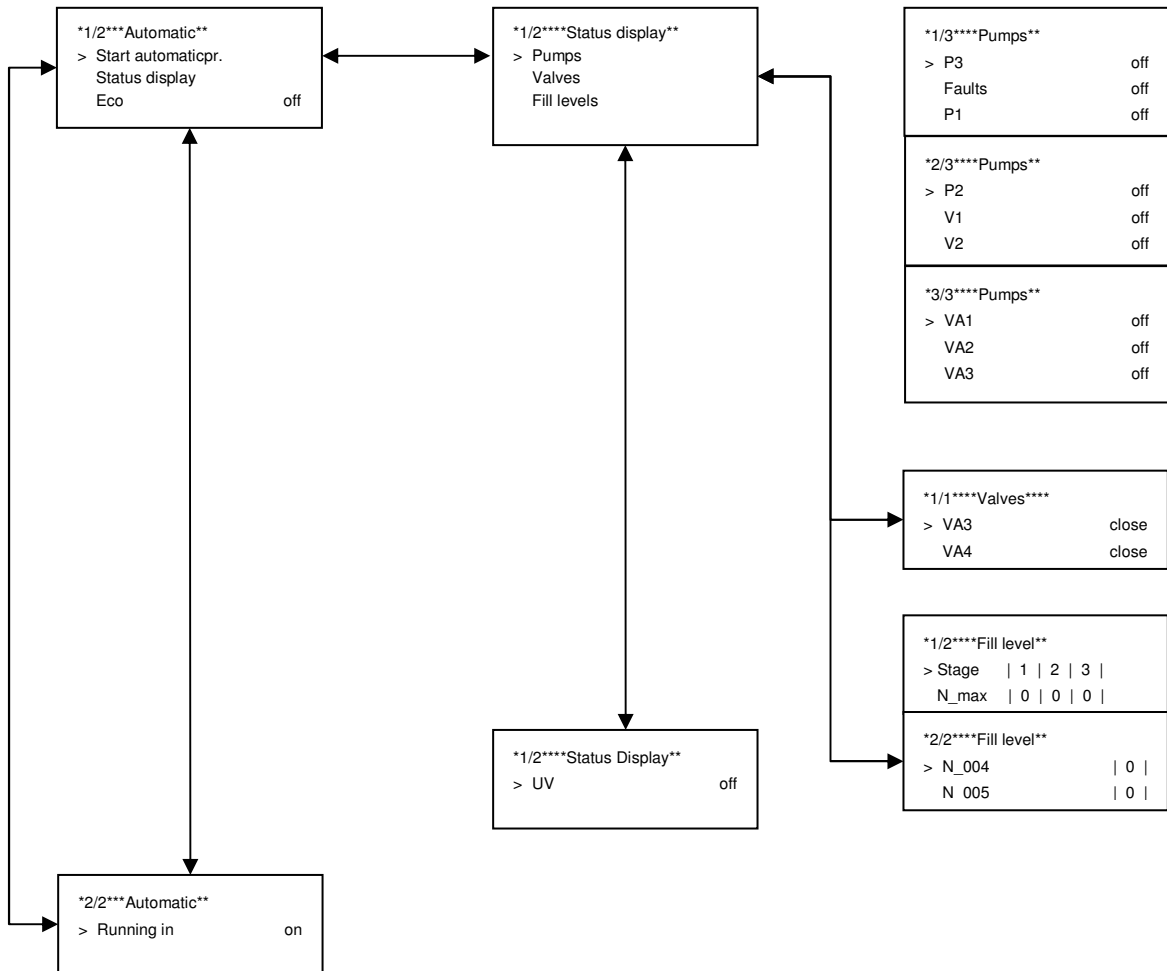 *1/2***Automatic**
> Start automaticpr.
Status display
Eco off
*1/2****Status display**
> Pumps
Valves
Fill levels
*1/3****Pumps**
> P3 off
Faults off
P1 off
*2/3****Pumps**
> P2 off
V1 off
V2 off
*3/3****Pumps**
> VA1 off
VA2 off
VA3 off
*1/1****Valves****
> VA3 close
VA4 close
*1/2****Fill level**
> Stage | 1 | 2 | 3 |
N_max | 0 | 0 | 0 |
*2/2****Fill level**
> N_004 | 0 |
N_005 | 0 |
*1/2****Status Display**
> UV off
*2/2***Automatic**
> Running in on